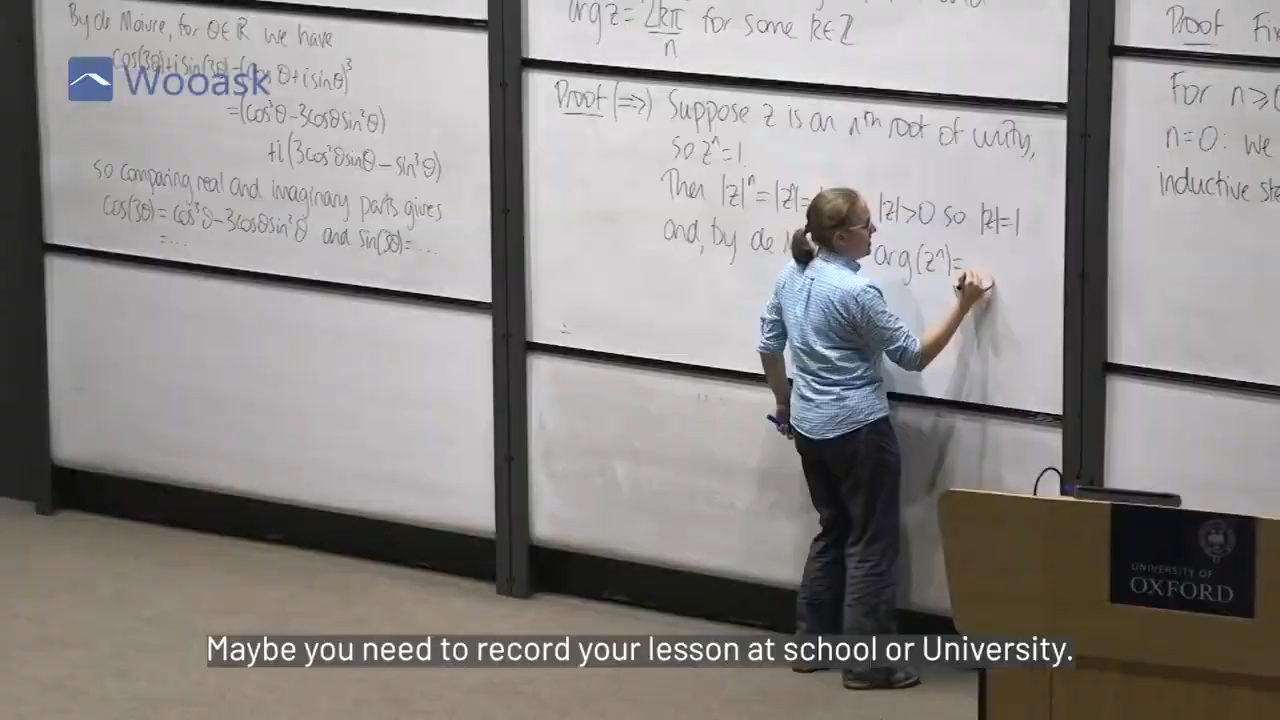 By de Moivre, for θ∈ℝ we have
cos(3θ)+isin(3θ)=(cosθ+isinθ)³
=(cos³θ-3cosθsin²θ)
+i(3cos²θsinθ-sin³θ)
so comparing real and imaginary parts gives
cos(3θ)=cos³θ-3cosθsin²θ and sin(3θ)=....
=....
Wooask
arg z = 2kπ/n for some k∈ℤ
Proof (⇒) Suppose z is an nth root of unity,
so zⁿ=1.
Then |z|ⁿ=|zⁿ|= |z|>0 so |z|=1
and, by de arg(zⁿ)=
Proof Fix
For n≥
n=0: we
inductive ste
UNIVERSITY OF
OXFORD
Maybe you need to record your lesson at school or University.